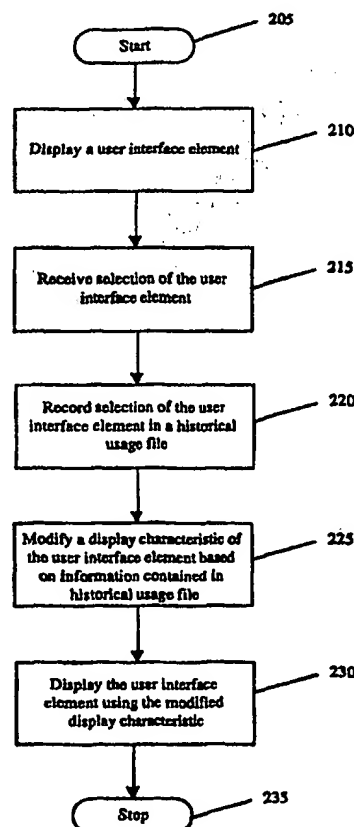 Start
205
Display a user interface element
210
Receive selection of the user
interface element
215
Record selection of the user
interface element in a historical
usage file
220
Modify a display characteristic of
the user interface element based
on information contained in
historical usage file
225
Display the user interface
element using the modified
display characteristic
230
Stop
235